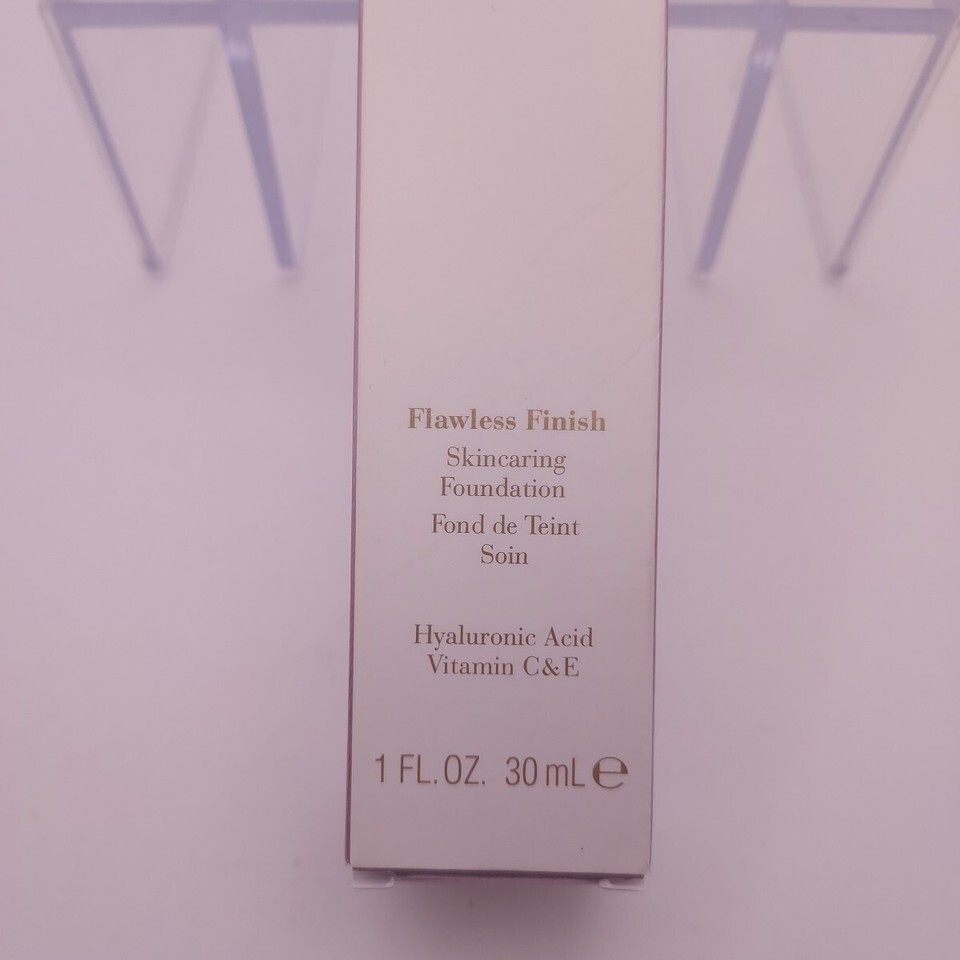 Flawless Finish
Skincaring
Foundation
Fond de Teint
Soin
Hyaluronic Acid
Vitamin C&E
1 FL.OZ. 30 mL ℮